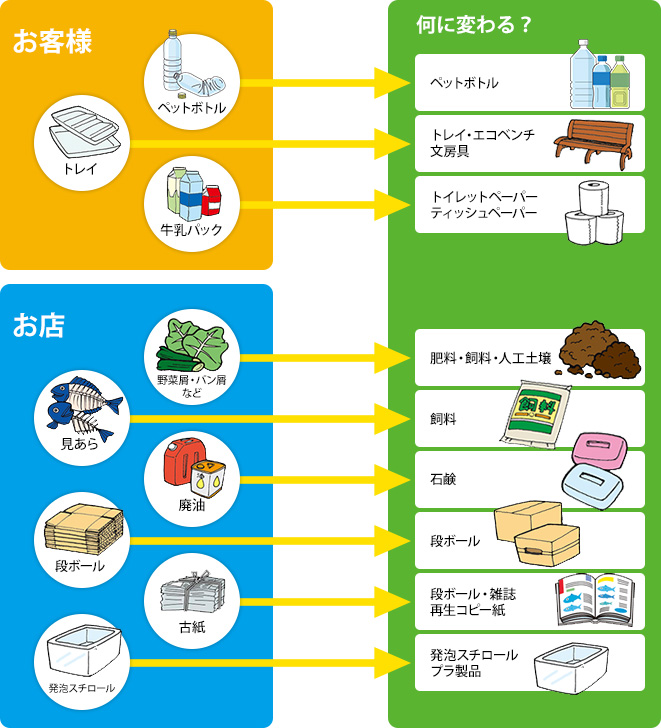 お客様
ペットボトル
トレイ
牛乳パック
何に変わる？
ペットボトル
トレイ・エコベンチ
文房具
トイレットペーパー
ティッシュペーパー
お店
野菜屑・パン屑
など
見あら
廃油
段ボール
古紙
発泡スチロール
肥料・飼料・人工土壌
飼料
飼料
石鹸
段ボール
段ボール・雑誌
再生コピー紙
発泡スチロール
プラ製品